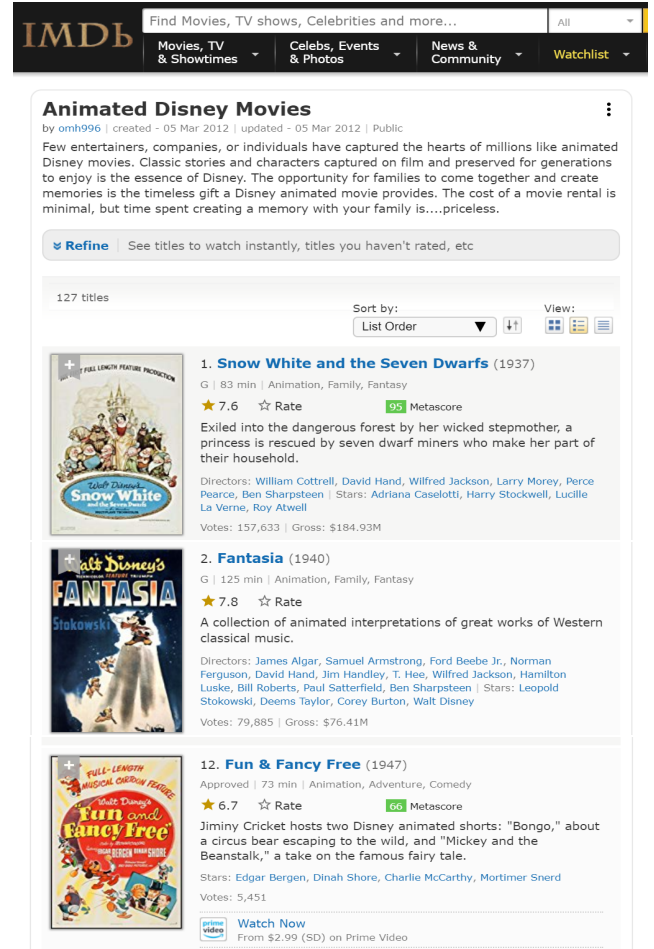 IMDb
Find Movies, TV shows, Celebrities and more...
All
Movies, TV
& Showtimes
Celebs, Events
& Photos
News &
Community
Watchlist
Animated Disney Movies
by omh996 | created - 05 Mar 2012 | updated - 05 Mar 2012 | Public
Few entertainers, companies, or individuals have captured the hearts of millions like animated
Disney movies. Classic stories and characters captured on film and preserved for generations
to enjoy is the essence of Disney. The opportunity for families to come together and create
memories is the timeless gift a Disney animated movie provides. The cost of a movie rental is
minimal, but time spent creating a memory with your family is....priceless.
Refine | See titles to watch instantly, titles you haven't rated, etc
127 titles
Sort by:
List Order
View:
FULL LENGTH FEATURE PRODUCTION
Walt Disney's
Snow White
and the Seven Dwarfs
1. Snow White and the Seven Dwarfs (1937)
G | 83 min | Animation, Family, Fantasy
7.6 Rate 95 Metascore
Exiled into the dangerous forest by her wicked stepmother, a
princess is rescued by seven dwarf miners who make her part of
their household.
Directors: William Cottrell, David Hand, Wilfred Jackson, Larry Morey, Perce
Pearce, Ben Sharpsteen | Stars: Adriana Caselotti, Harry Stockwell, Lucille
La Verne, Roy Atwell
Votes: 157,633 | Gross: $184.93M
Walt Disney's
TECHNICOLOR FEATURE TRIUMPH
FANTASIA
Stokowski
2. Fantasia (1940)
G | 125 min | Animation, Family, Fantasy
7.8 Rate
A collection of animated interpretations of great works of Western
classical music.
Directors: James Algar, Samuel Armstrong, Ford Beebe Jr., Norman
Ferguson, David Hand, Jim Handley, T. Hee, Wilfred Jackson, Hamilton
Luske, Bill Roberts, Paul Satterfield, Ben Sharpsteen | Stars: Leopold
Stokowski, Deems Taylor, Corey Burton, Walt Disney
Votes: 79,885 | Gross: $76.41M
FULL-LENGTH
MUSICAL CARTOON FEATURE
Walt Disney's
Fun and
Fancy Free
EDGAR BERGEN DINAH SHORE
12. Fun & Fancy Free (1947)
Approved | 73 min | Animation, Adventure, Comedy
6.7 Rate 66 Metascore
Jiminy Cricket hosts two Disney animated shorts: "Bongo," about
a circus bear escaping to the wild, and "Mickey and the
Beanstalk," a take on the famous fairy tale.
Stars: Edgar Bergen, Dinah Shore, Charlie McCarthy, Mortimer Snerd
Votes: 5,451
prime
video
Watch Now
From $2.99 (SD) on Prime Video